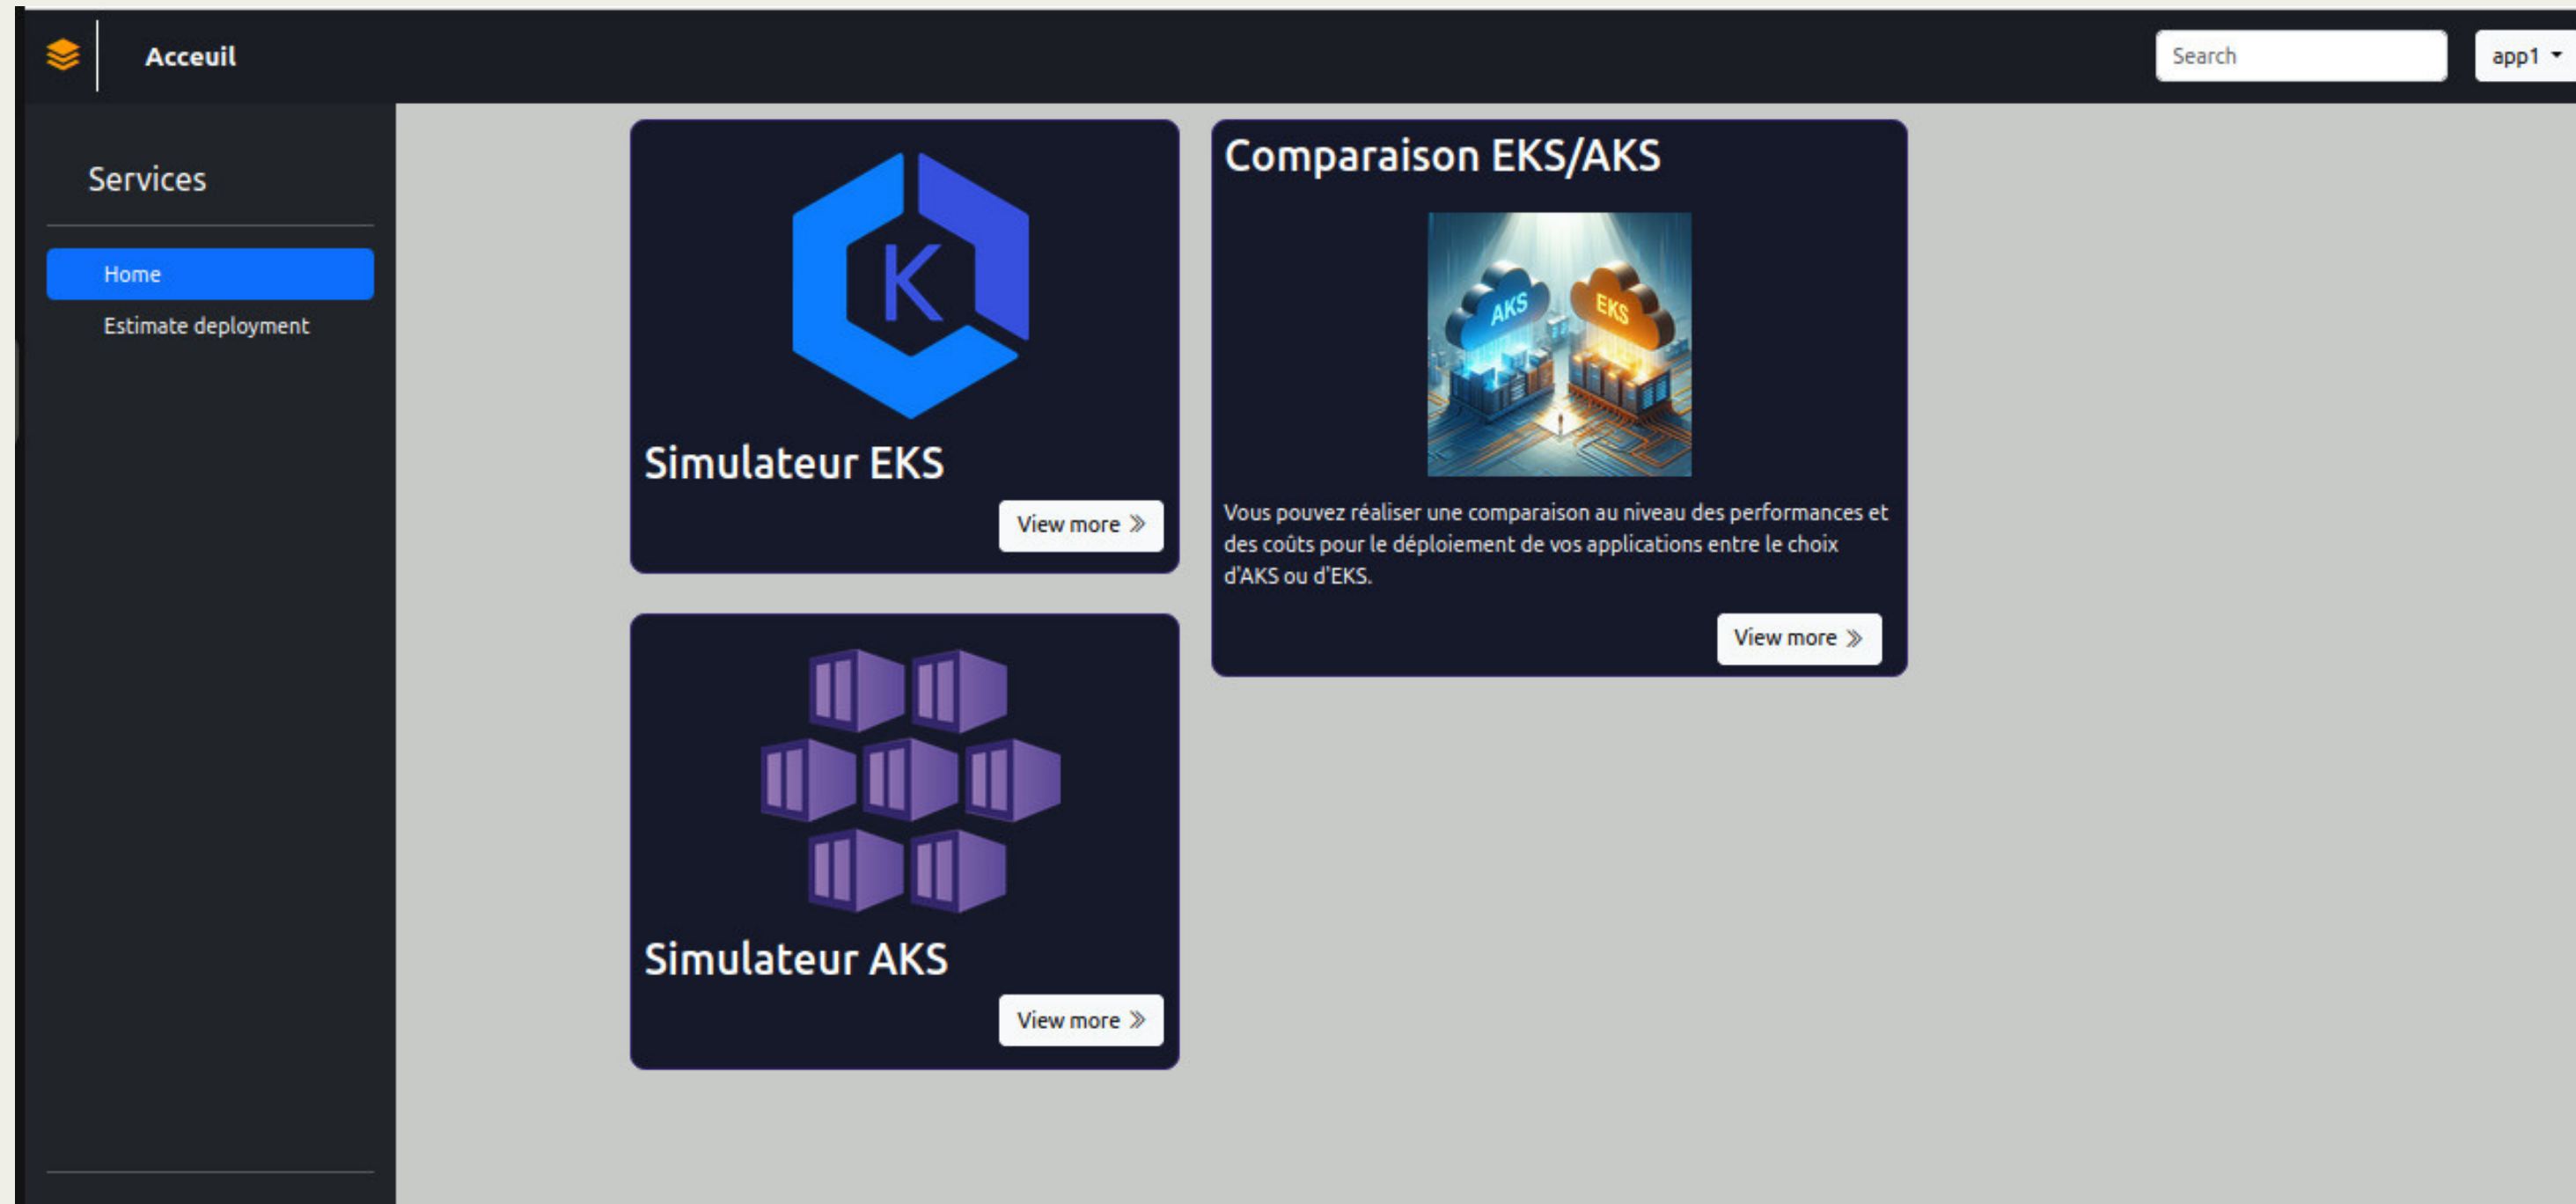 Acceuil
Search
app1
Services
Home
Estimate deployment
K
Simulateur EKS
View more
Comparaison EKS/AKS
AKS
EKS
Vous pouvez réaliser une comparaison au niveau des performances et
des coûts pour le déploiement de vos applications entre le choix
d'AKS ou d'EKS.
View more
Simulateur AKS
View more